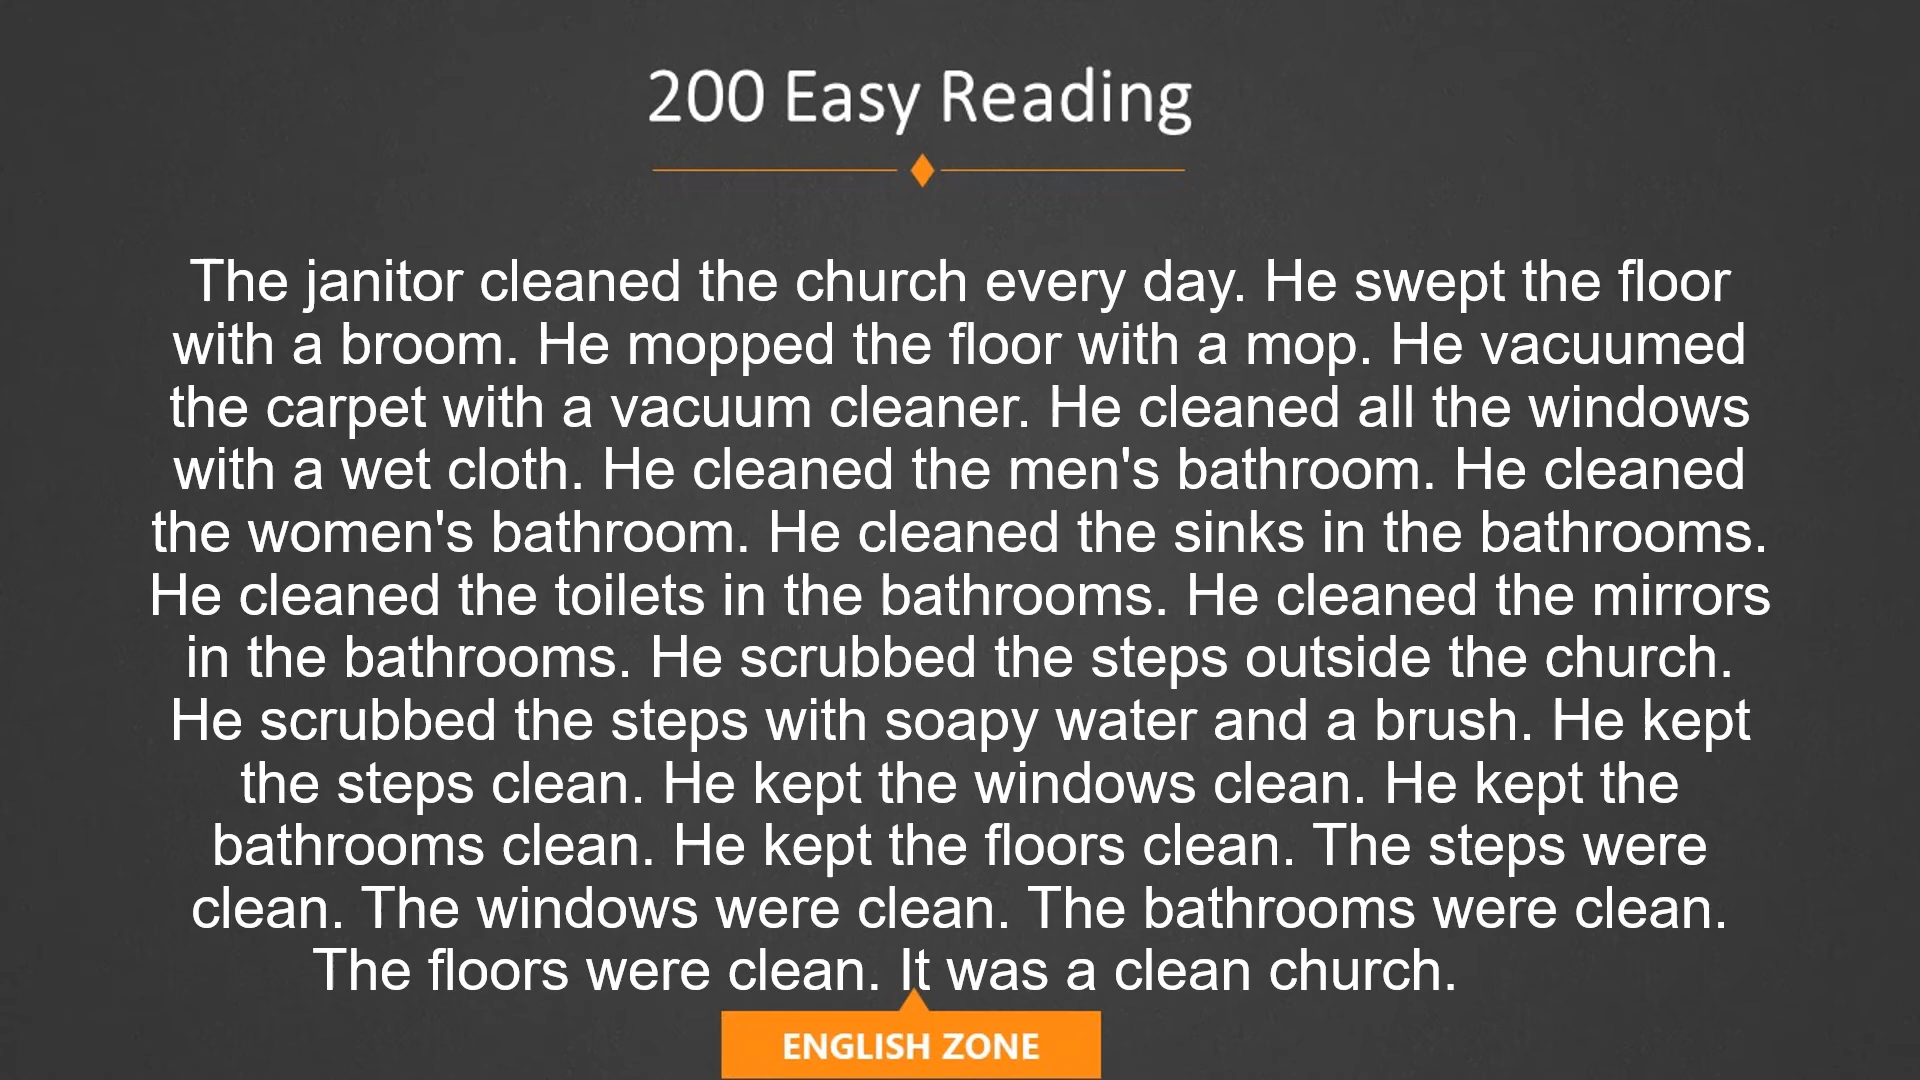 200 Easy Reading
The janitor cleaned the church every day. He swept the floor
with a broom. He mopped the floor with a mop. He vacuumed
the carpet with a vacuum cleaner. He cleaned all the windows
with a wet cloth. He cleaned the men's bathroom. He cleaned
the women's bathroom. He cleaned the sinks in the bathrooms.
He cleaned the toilets in the bathrooms. He cleaned the mirrors
in the bathrooms. He scrubbed the steps outside the church.
He scrubbed the steps with soapy water and a brush. He kept
the steps clean. He kept the windows clean. He kept the
bathrooms clean. He kept the floors clean. The steps were
clean. The windows were clean. The bathrooms were clean.
The floors were clean. It was a clean church.
ENGLISH ZONE